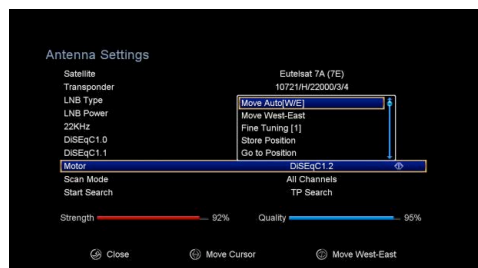 Antenna Settings
Satellite Eutelsat 7A (7E)
Transponder 10721/H/22000/3/4
LNB Type
Move Auto[W/E]
LNB Power
Move West-East
22KHz
Fine Tuning [1]
DiSEqC1.0
Store Position
DiSEqC1.1
Go to Position
Motor DiSEqC1.2
Scan Mode All Channels
Start Search TP Search
Strength 92% Quality 95%
Close Move Cursor Move West-East